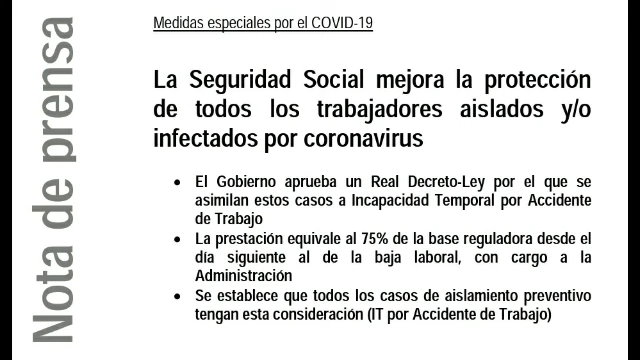 Nota de prensa
Medidas especiales por el COVID-19
La Seguridad Social mejora la protección
de todos los trabajadores aislados y/o
infectados por coronavirus
• El Gobierno aprueba un Real Decreto-Ley por el que se
asimilan estos casos a Incapacidad Temporal por Accidente
de Trabajo
• La prestación equivale al 75% de la base reguladora desde el
día siguiente al de la baja laboral, con cargo a la
Administración
• Se establece que todos los casos de aislamiento preventivo
tengan esta consideración (IT por Accidente de Trabajo)